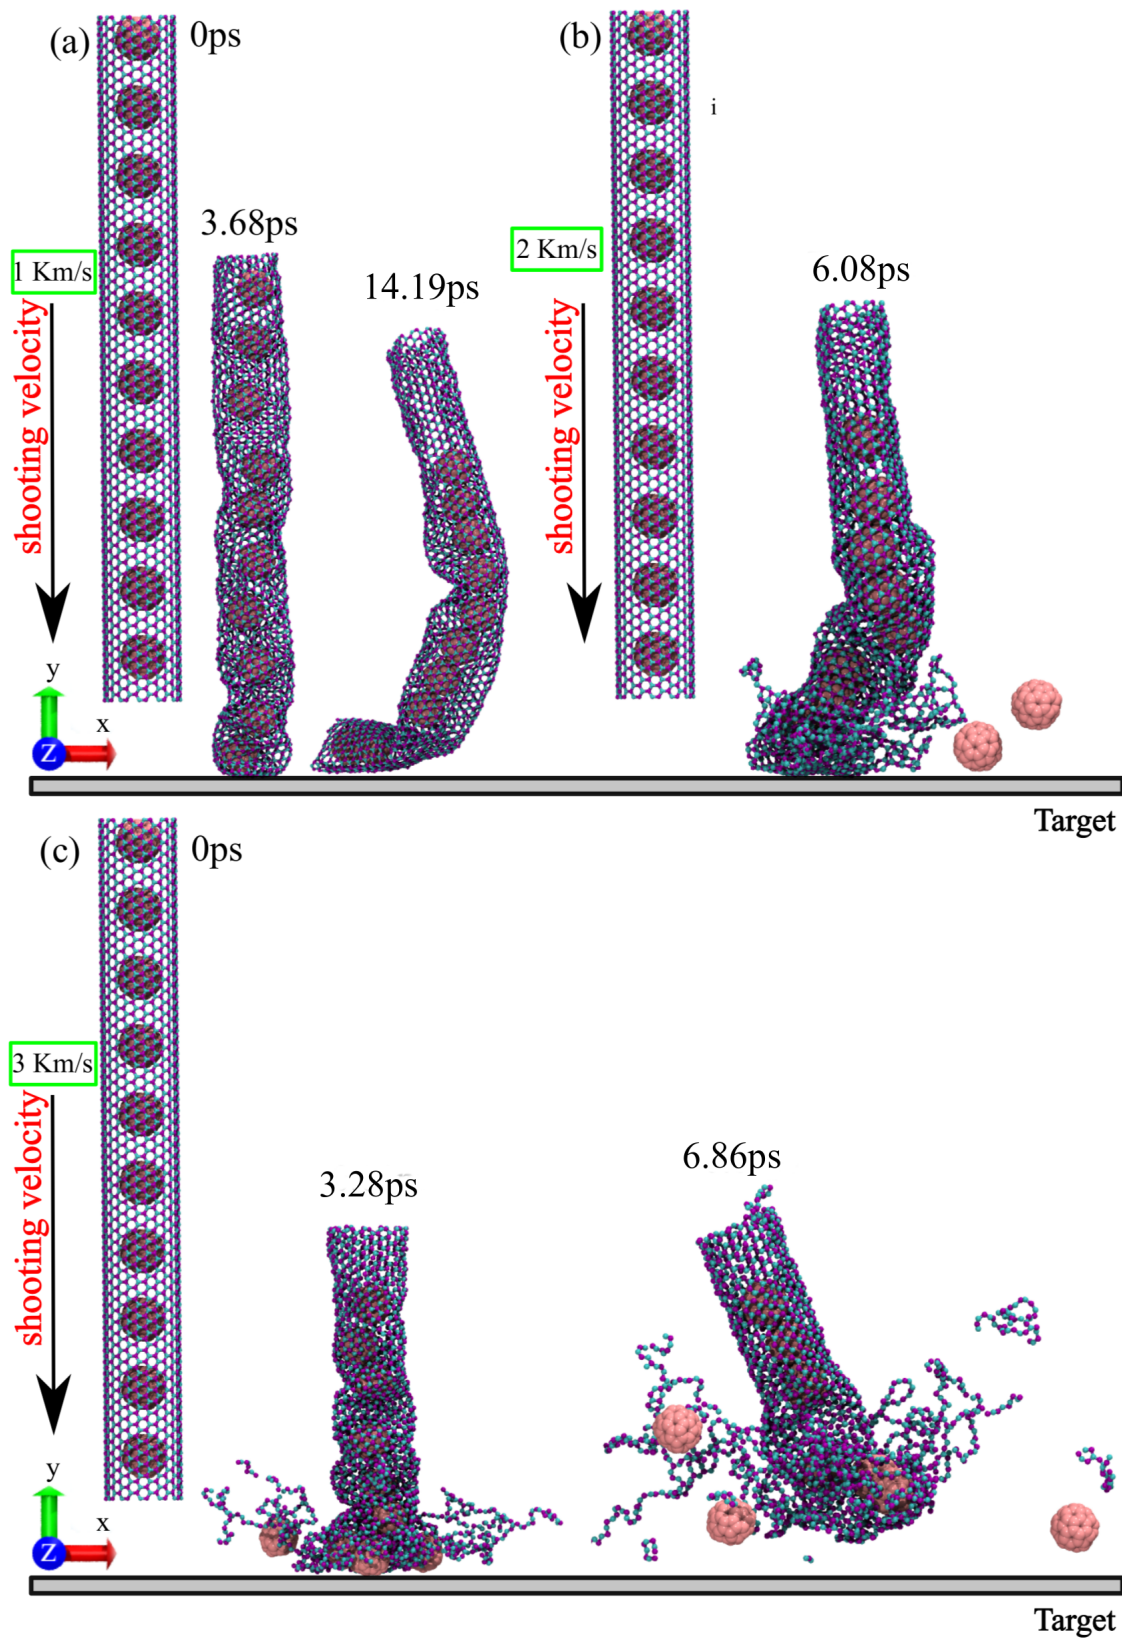 (a)
0ps
(b)
i
3.68ps
1 Km/s
14.19ps
2 Km/s
6.08ps
shooting velocity
shooting velocity
y
x
Z
Target
(c)
0ps
3 Km/s
shooting velocity
3.28ps
6.86ps
y
x
Z
Target